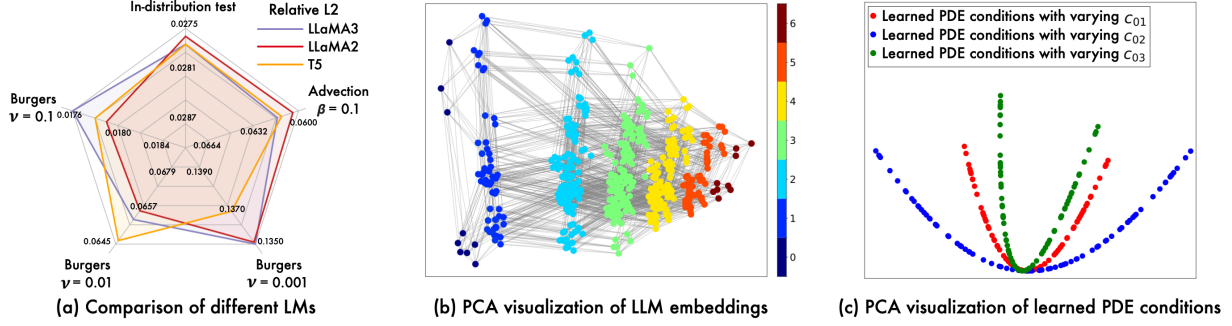 In-distribution test
0.0275
Relative L2
LLaMA3
LLaMA2
T5
0.0281
Advection
β = 0.1
0.0600
Burgers
ν = 0.1
0.0176
0.0180
0.0287
0.0632
0.0184
0.0664
0.0679
0.1390
0.0657
0.1370
0.0645
0.1350
Burgers
ν = 0.01
Burgers
ν = 0.001
(a) Comparison of different LMs
6
5
4
3
2
1
0
(b) PCA visualization of LLM embeddings
Learned PDE conditions with varying c₀₁
Learned PDE conditions with varying c₀₂
Learned PDE conditions with varying c₀₃
(c) PCA visualization of learned PDE conditions